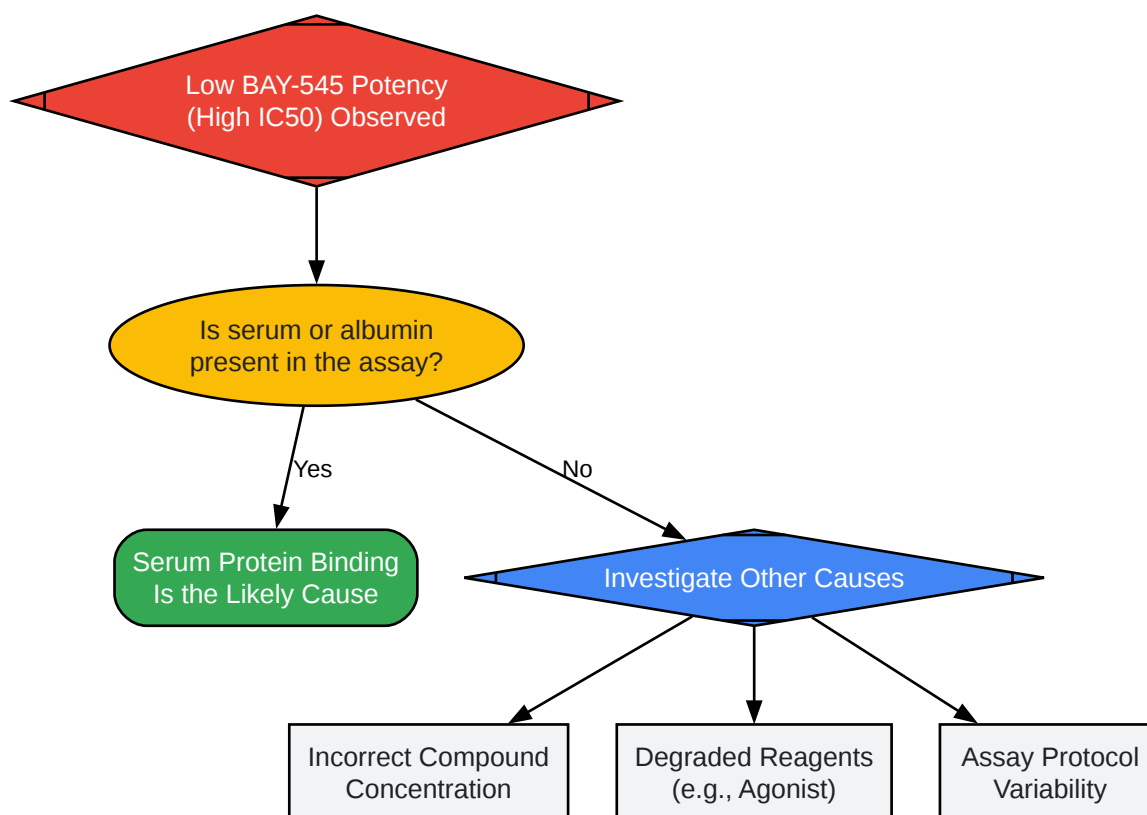 Low BAY-545 Potency
(High IC50) Observed
Is serum or albumin
present in the assay?
Yes
No
Serum Protein Binding
Is the Likely Cause
Investigate Other Causes
Incorrect Compound
Concentration
Degraded Reagents
(e.g., Agonist)
Assay Protocol
Variability